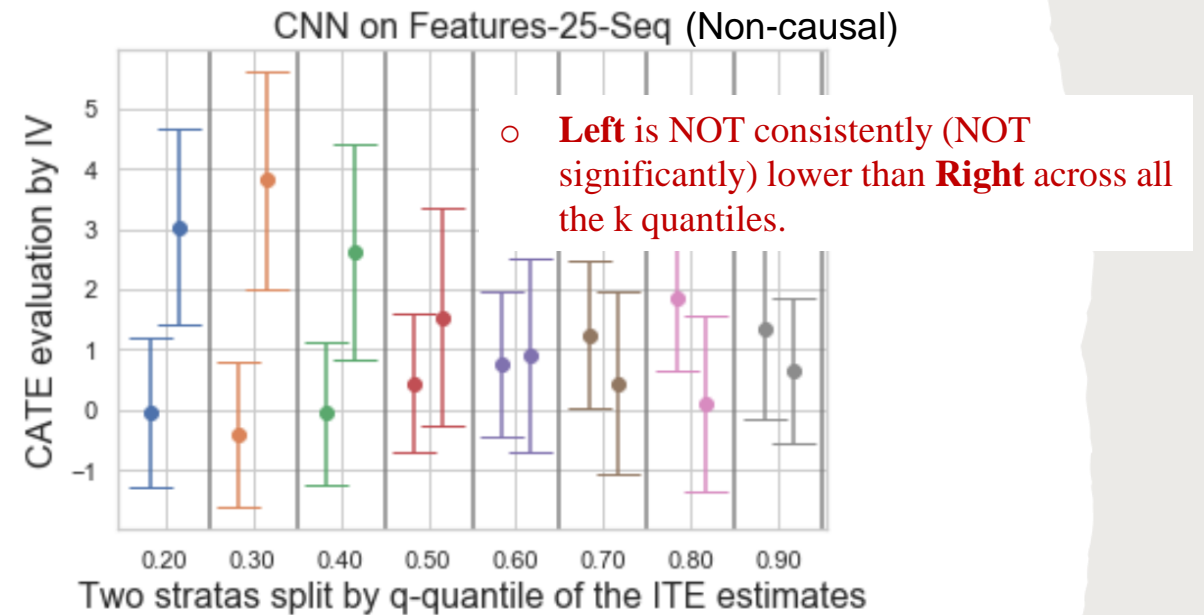 CNN on Features-25-Seq (Non-causal)
CATE evaluation by IV
5
4
3
2
1
0
−1
○ Left is NOT consistently (NOT
significantly) lower than Right across all
the k quantiles.
0.20 0.30 0.40 0.50 0.60 0.70 0.80 0.90
Two stratas split by q-quantile of the ITE estimates